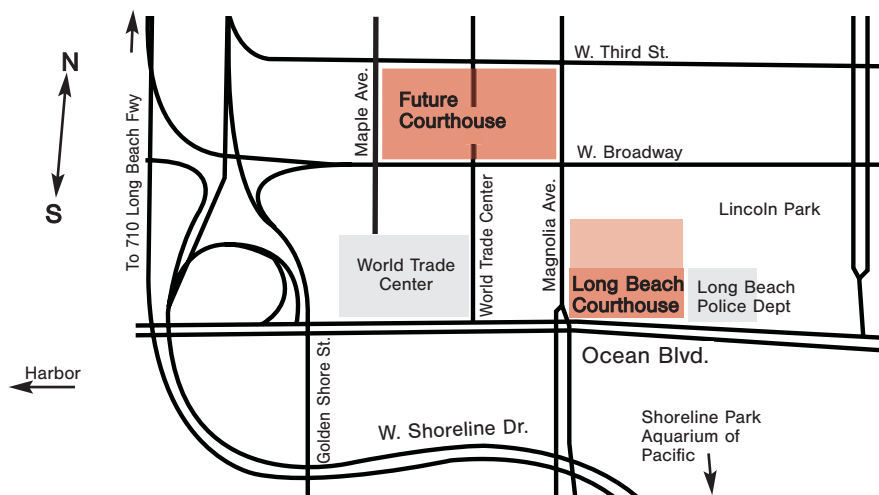 W. Third St.
N
Maple Ave.
Future
Courthouse
To 710 Long Beach Fwy
W. Broadway
S
World Trade Center
Magnolia Ave.
Lincoln Park
World Trade
Center
Long Beach
Courthouse
Long Beach
Police Dept
Ocean Blvd.
Harbor
Golden Shore St.
W. Shoreline Dr.
Shoreline Park
Aquarium of
Pacific